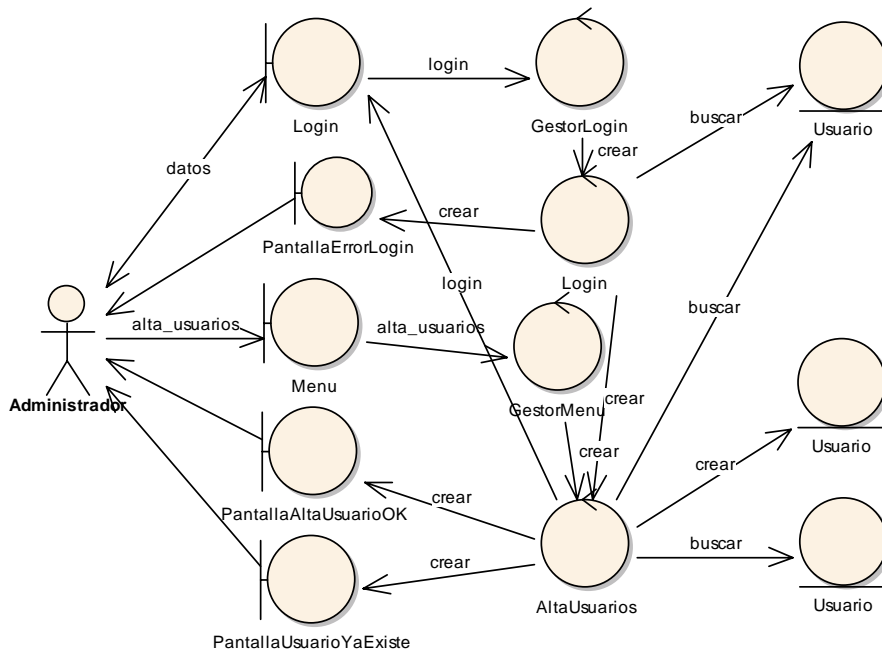 login
Login
GestorLogin
Usuario
buscar
crear
datos
crear
PantallaErrorLogin
Login
login
buscar
alta_usuarios
alta_usuarios
Menu
GestorMenu
crear
Administrador
Usuario
crear
crear
crear
PantallaAltaUsuarioOK
buscar
crear
AltaUsuarios
Usuario
PantallaUsuarioYaExiste